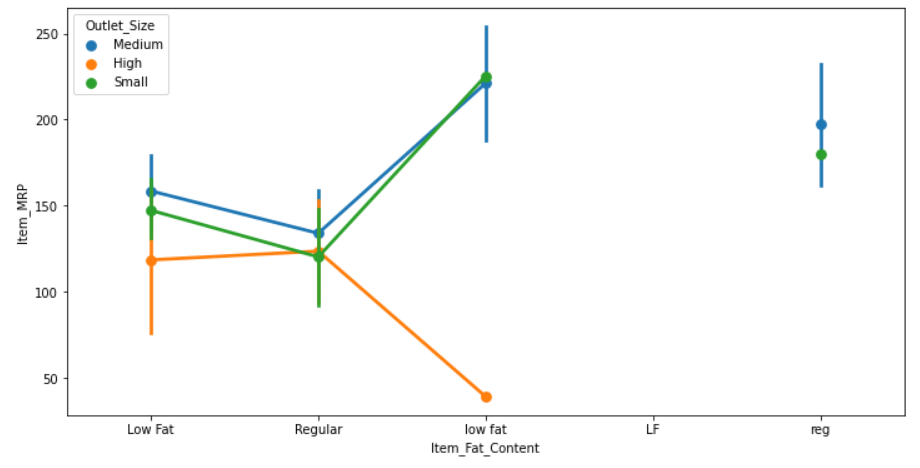 Outlet_Size
Medium
High
Small
250
200
150
100
50
Item_MRP
Low Fat
Regular
low fat
LF
reg
Item_Fat_Content